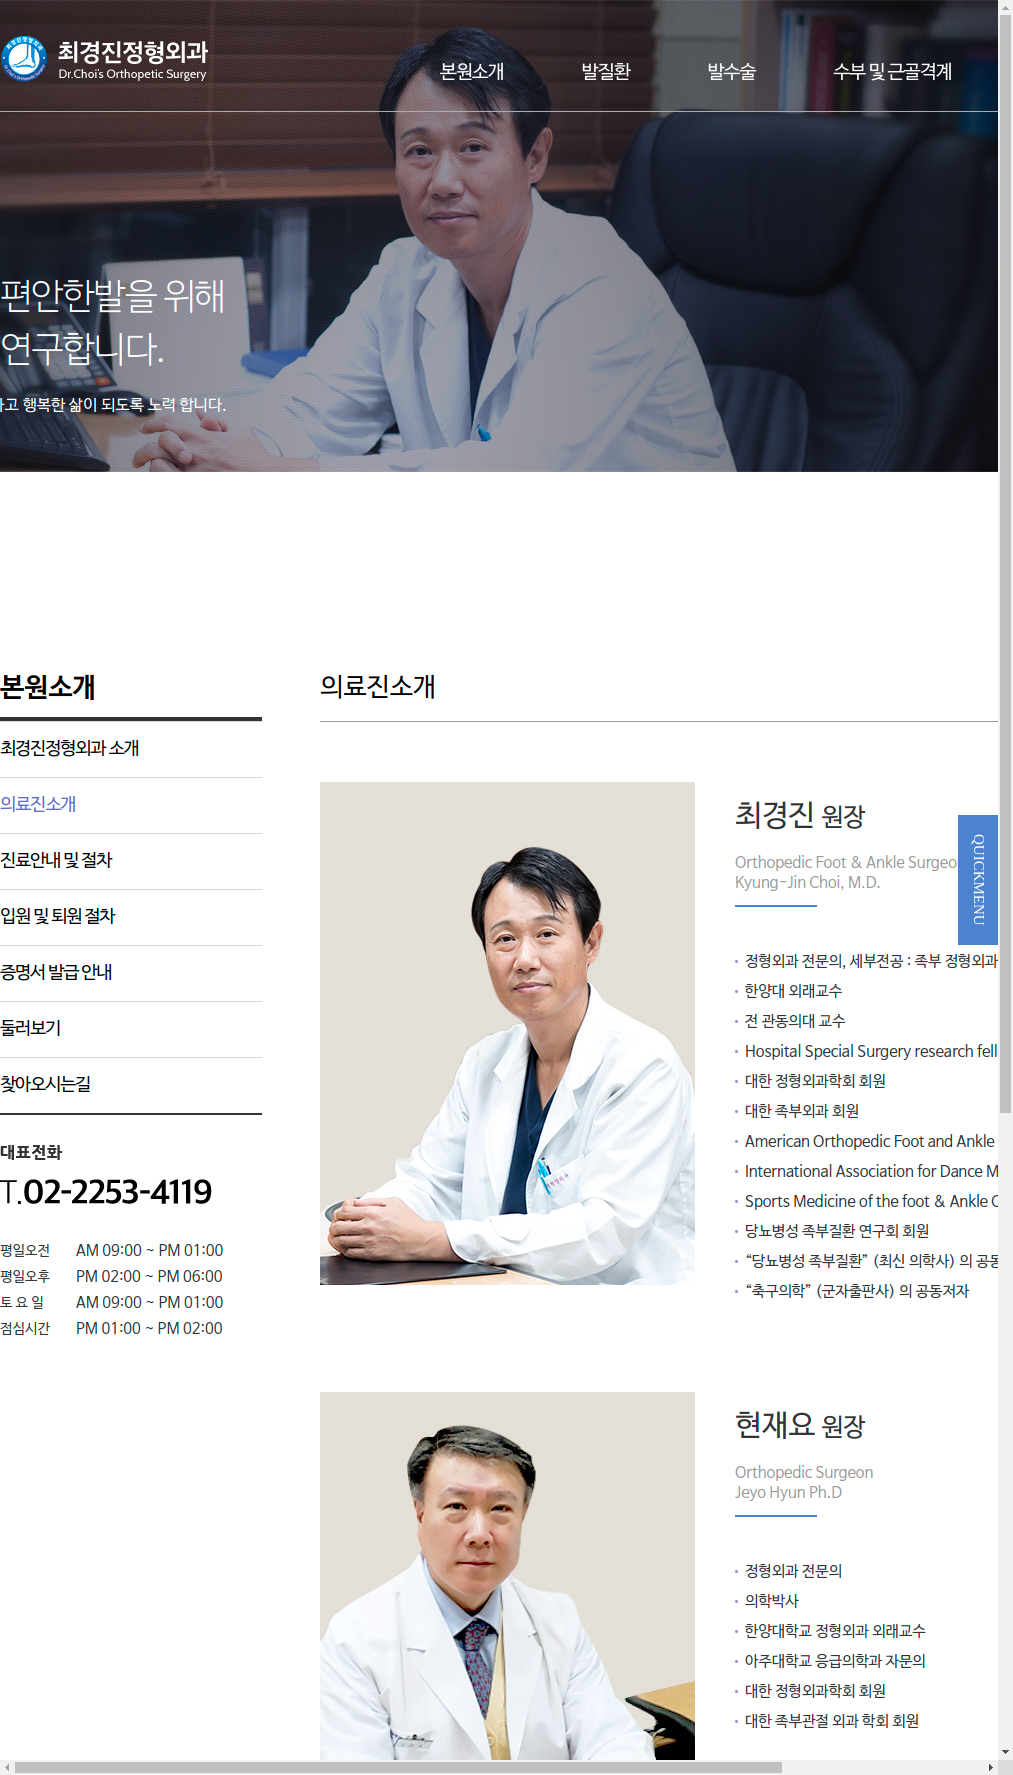 최경진정형외과
Dr.Choi's Orthopetic Surgery
본원소개
발질환
발수술
수부 및 근골격계
편안한발을 위해
연구합니다.
고 행복한 삶이 되도록 노력 합니다.
본원소개
최경진정형외과 소개
의료진소개
진료안내 및 절차
입원 및 퇴원 절차
증명서 발급 안내
둘러보기
찾아오시는길
대표전화
T.02-2253-4119
평일오전 AM 09:00 ~ PM 01:00
평일오후 PM 02:00 ~ PM 06:00
토 요 일 AM 09:00 ~ PM 01:00
점심시간 PM 01:00 ~ PM 02:00
의료진소개
최경진 원장
Orthopedic Foot & Ankle Surgeo
Kyung-Jin Choi, M.D.
QUICKMENU
• 정형외과 전문의, 세부전공 : 족부 정형외과
• 한양대 외래교수
• 전 관동의대 교수
• Hospital Special Surgery research fell
• 대한 정형외과학회 회원
• 대한 족부외과 회원
• American Orthopedic Foot and Ankle
• International Association for Dance M
• Sports Medicine of the foot & Ankle C
• 당뇨병성 족부질환 연구회 회원
• “당뇨병성 족부질환” (최신 의학사) 의 공동
• “축구의학” (군자출판사) 의 공동저자
현재요 원장
Orthopedic Surgeon
Jeyo Hyun Ph.D
• 정형외과 전문의
• 의학박사
• 한양대학교 정형외과 외래교수
• 아주대학교 응급의학과 자문의
• 대한 정형외과학회 회원
• 대한 족부관절 외과 학회 회원